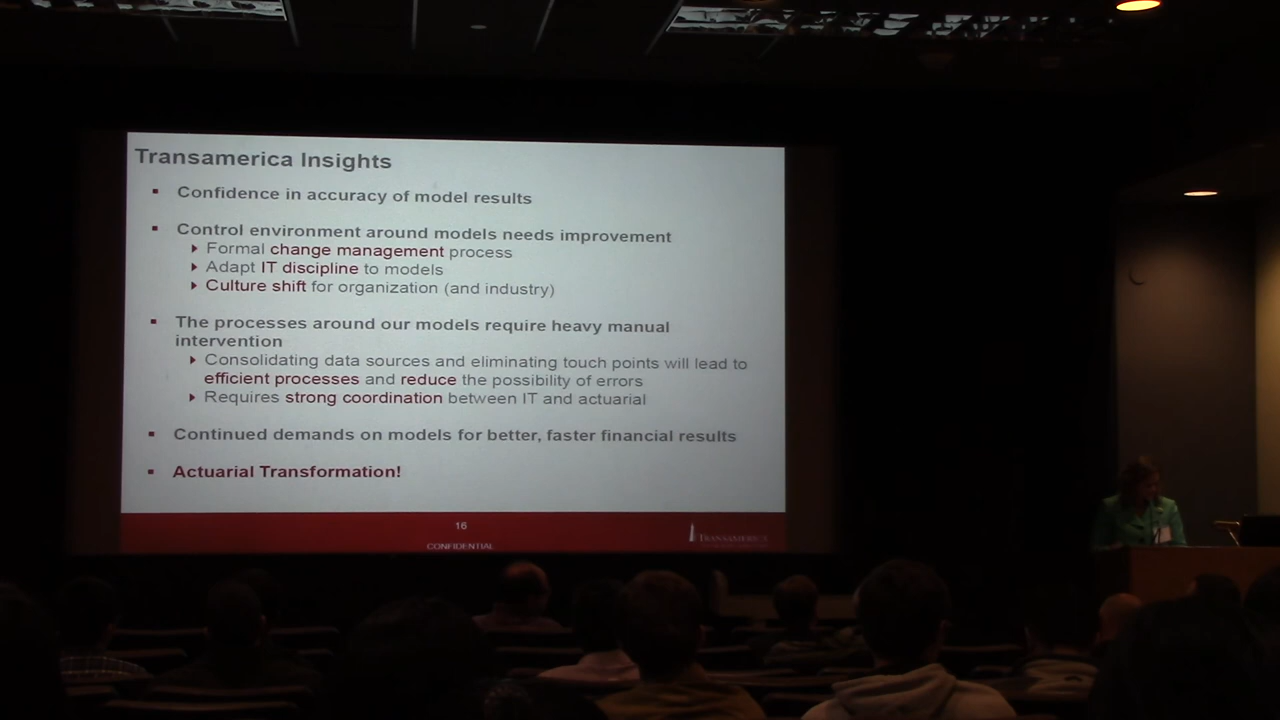 Transamerica Insights
▪ Confidence in accuracy of model results
▪ Control environment around models needs improvement
Formal change management process
Adapt IT discipline to models
Culture shift for organization (and industry)
▪ The processes around our models require heavy manual
intervention
Consolidating data sources and eliminating touch points will lead to
efficient processes and reduce the possibility of errors
Requires strong coordination between IT and actuarial
▪ Continued demands on models for better, faster financial results
▪ Actuarial Transformation!
16
TRANSAMERICA
CONFIDENTIAL